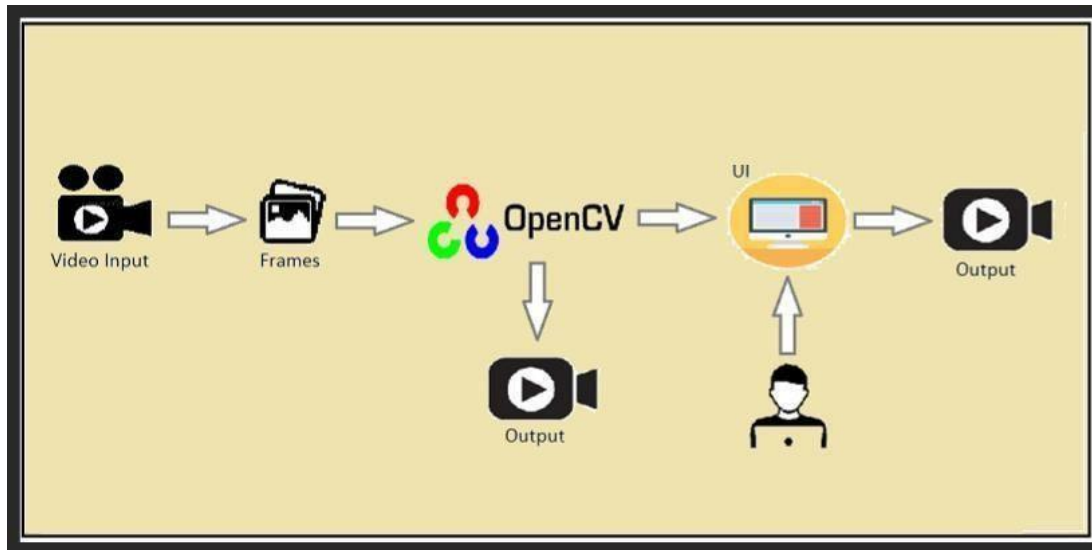 Video Input
Frames
OpenCV
UI
Output
Output